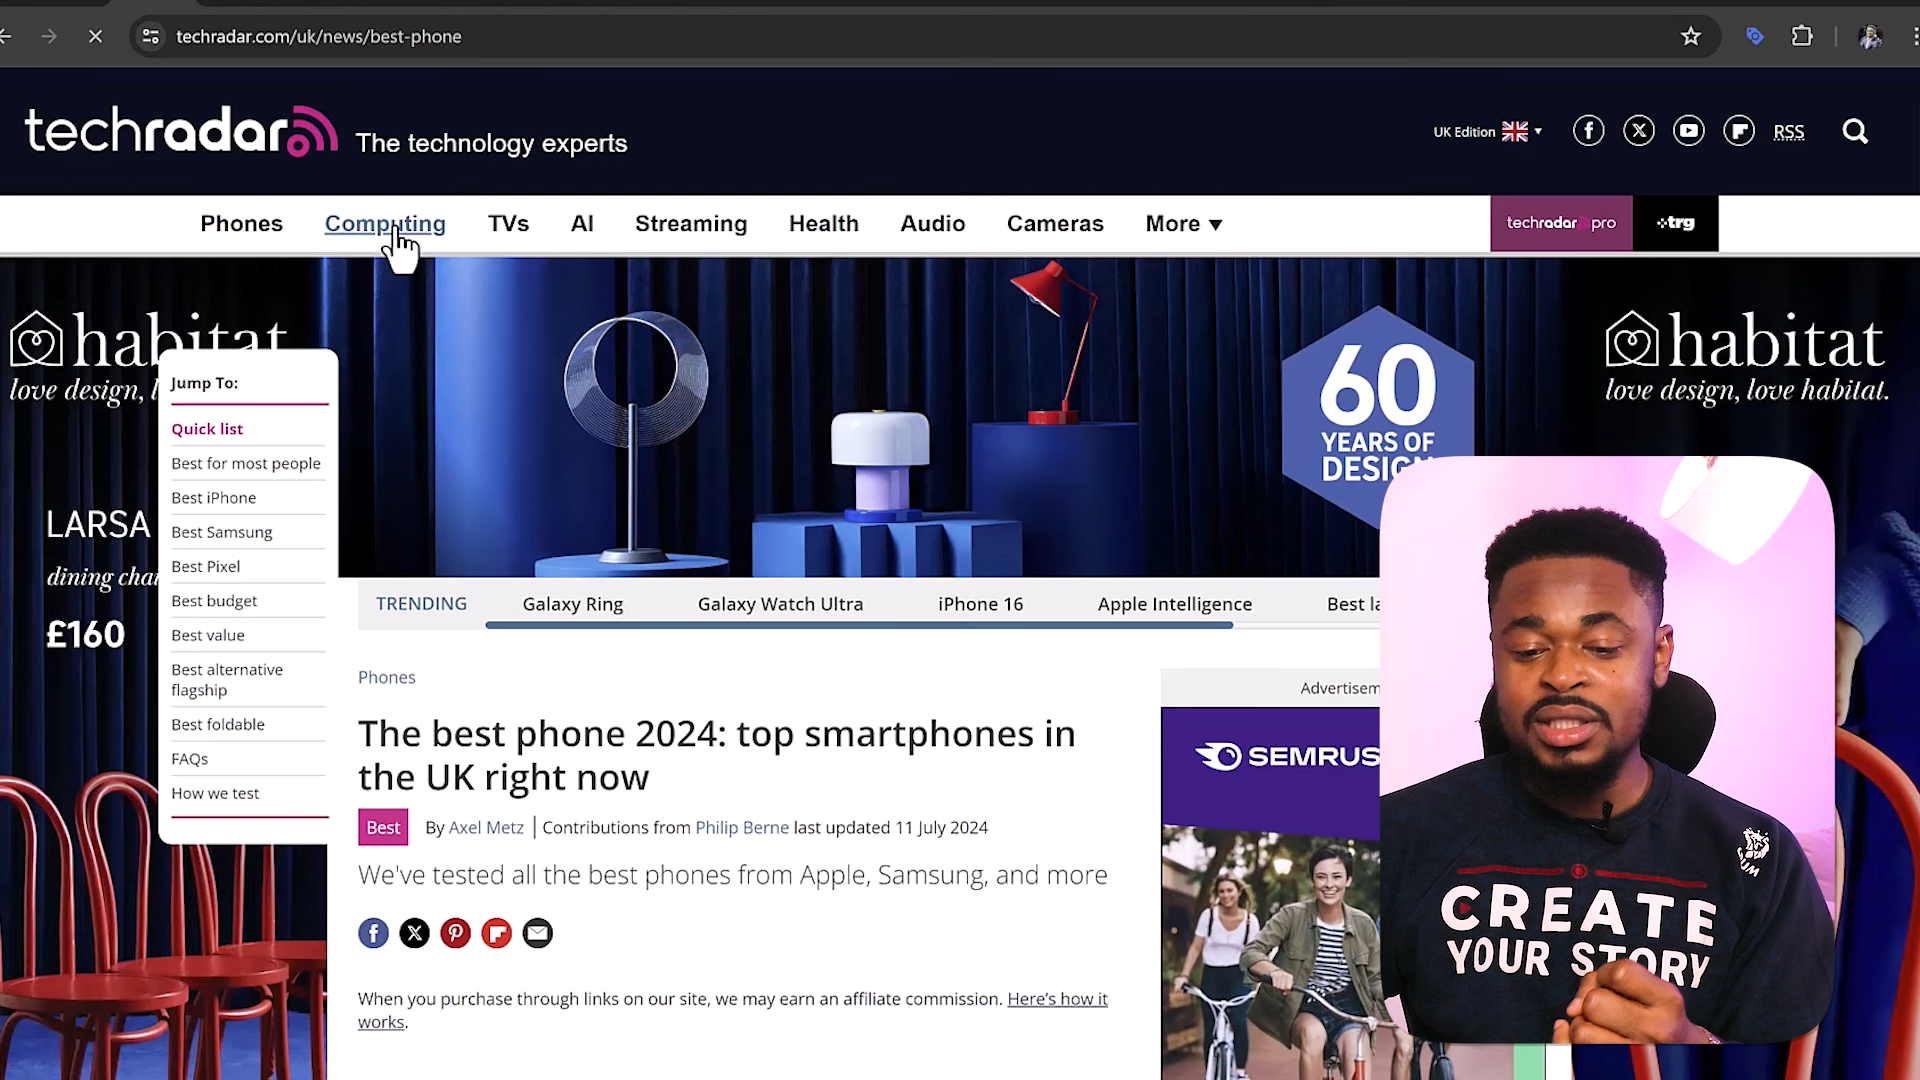 techradar.com/uk/news/best-phone
techradar The technology experts
UK Edition
RSS
Phones Computing TVs AI Streaming Health Audio Cameras More
techradar pro
trg
habitat
love design, l
habitat
love design, love habitat.
60
YEARS OF
DESIGN
LARSA
dining chai
£160
Jump To:
Quick list
Best for most people
Best iPhone
Best Samsung
Best Pixel
Best budget
Best value
Best alternative
flagship
Best foldable
FAQs
How we test
TRENDING Galaxy Ring Galaxy Watch Ultra iPhone 16 Apple Intelligence Best la
Phones
The best phone 2024: top smartphones in
the UK right now
Best By Axel Metz | Contributions from Philip Berne last updated 11 July 2024
We've tested all the best phones from Apple, Samsung, and more
When you purchase through links on our site, we may earn an affiliate commission. Here's how it
works.
Advertisem
SEMRUS
CREATE
YOUR STORY